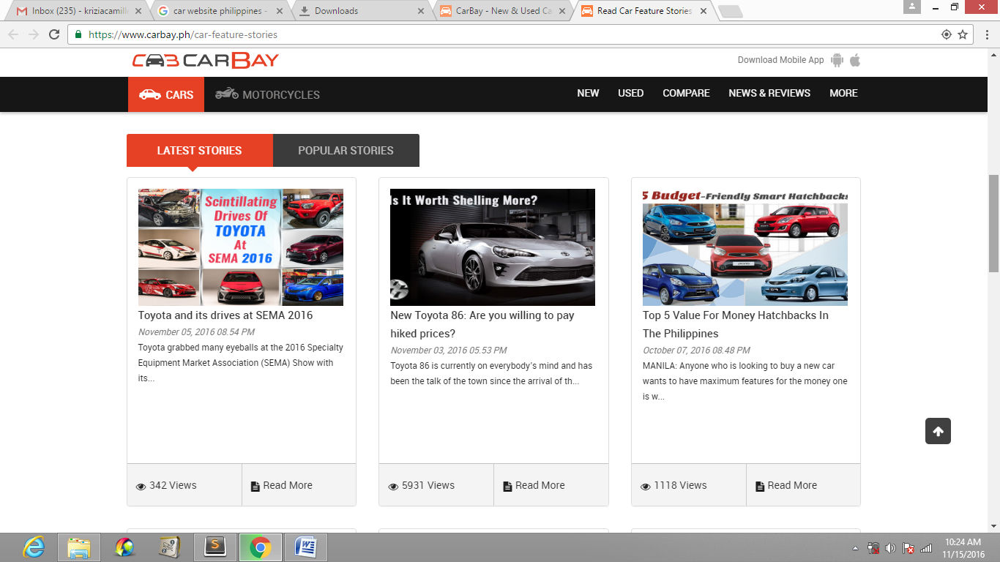 Inbox (235) - kriziacamille
car website philippines -
Downloads
CarBay - New & Used Ca
Read Car Feature Stories
https://www.carbay.ph/car-feature-stories
CARBAY
Download Mobile App
CARS
MOTORCYCLES
NEW
USED
COMPARE
NEWS & REVIEWS
MORE
LATEST STORIES
POPULAR STORIES
Scintillating
Drives Of
TOYOTA
At
SEMA 2016
Toyota and its drives at SEMA 2016
November 05, 2016 08.54 PM
Toyota grabbed many eyeballs at the 2016 Specialty
Equipment Market Association (SEMA) Show with
its...
342 Views
Read More
Is It Worth Shelling More?
New Toyota 86: Are you willing to pay
hiked prices?
November 03, 2016 05.53 PM
Toyota 86 is currently on everybody's mind and has
been the talk of the town since the arrival of th...
5931 Views
Read More
5 Budget-Friendly Smart Hatchbacks
Top 5 Value For Money Hatchbacks In
The Philippines
October 07, 2016 08.48 PM
MANILA: Anyone who is looking to buy a new car
wants to have maximum features for the money one
is w...
1118 Views
Read More
10:24 AM
11/15/2016